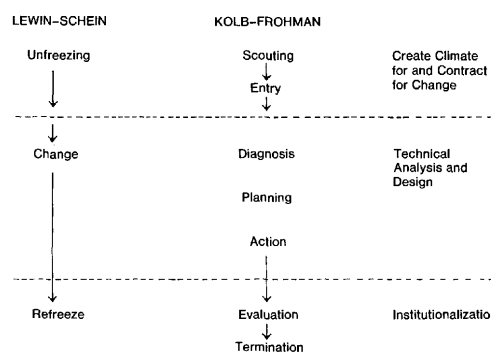 LEWIN–SCHEIN
KOLB–FROHMAN
Unfreezing
Scouting
Create Climate
for and Contract
for Change
Entry
Change
Diagnosis
Technical
Analysis and
Design
Planning
Action
Refreeze
Evaluation
Institutionalizatio
Termination